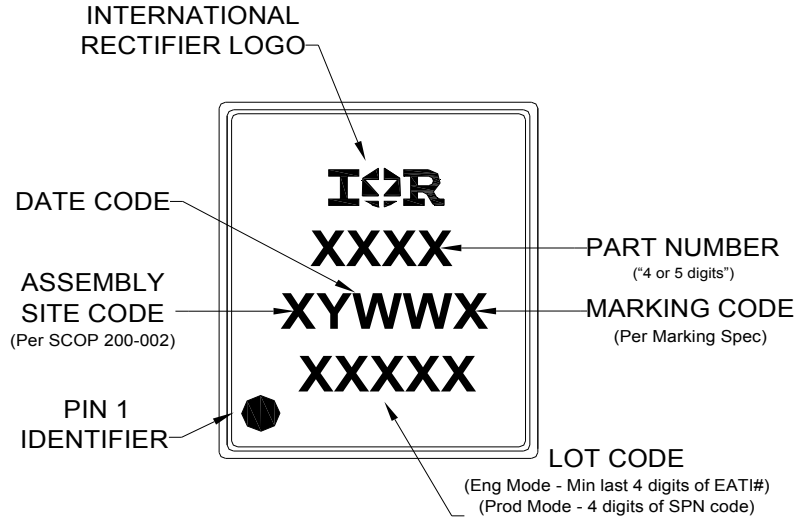 INTERNATIONAL
RECTIFIER LOGO
IOR
DATE CODE
XXXX
PART NUMBER
(“4 or 5 digits”)
ASSEMBLY
SITE CODE
(Per SCOP 200-002)
XYWWX
MARKING CODE
(Per Marking Spec)
XXXXX
PIN 1
IDENTIFIER
LOT CODE
(Eng Mode - Min last 4 digits of EATI#)
(Prod Mode - 4 digits of SPN code)